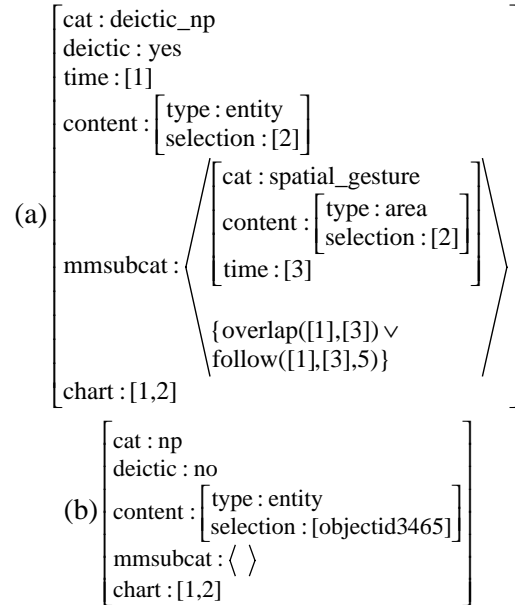 (a)
cat : deictic_np
deictic : yes
time : [1]
content : [type : entity
selection : [2]]
mmsubcat : ⟨[cat : spatial_gesture
content : [type : area
selection : [2]]
time : [3]]
{overlap([1],[3]) ∨
follow([1],[3],5)}⟩
chart : [1,2]
(b)
cat : np
deictic : no
content : [type : entity
selection : [objectid3465]]
mmsubcat : ⟨ ⟩
chart : [1,2]